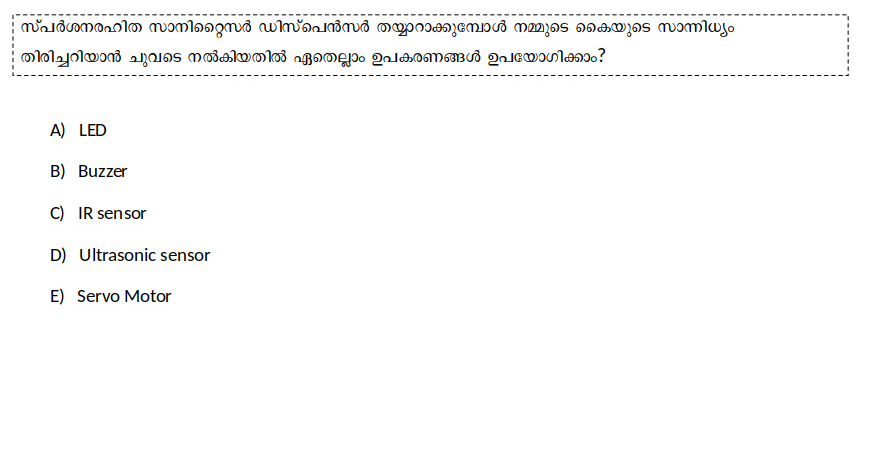 സ്പർശനരഹിത സാനിറ്റൈസർ ഡിസ്പെൻസർ തയ്യാറാക്കുമ്പോൾ നമ്മുടെ കൈയുടെ സാന്നിധ്യം
തിരിച്ചറിയാൻ ചുവടെ നൽകിയതിൽ ഏതെല്ലാം ഉപകരണങ്ങൾ ഉപയോഗിക്കാം?
A) LED
B) Buzzer
C) IR sensor
D) Ultrasonic sensor
E) Servo Motor